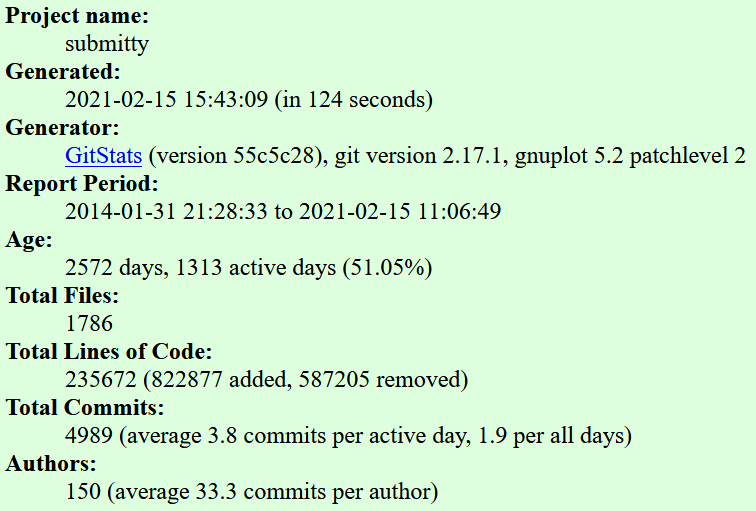 Project name:
submitty
Generated:
2021-02-15 15:43:09 (in 124 seconds)
Generator:
GitStats (version 55c5c28), git version 2.17.1, gnuplot 5.2 patchlevel 2
Report Period:
2014-01-31 21:28:33 to 2021-02-15 11:06:49
Age:
2572 days, 1313 active days (51.05%)
Total Files:
1786
Total Lines of Code:
235672 (822877 added, 587205 removed)
Total Commits:
4989 (average 3.8 commits per active day, 1.9 per all days)
Authors:
150 (average 33.3 commits per author)